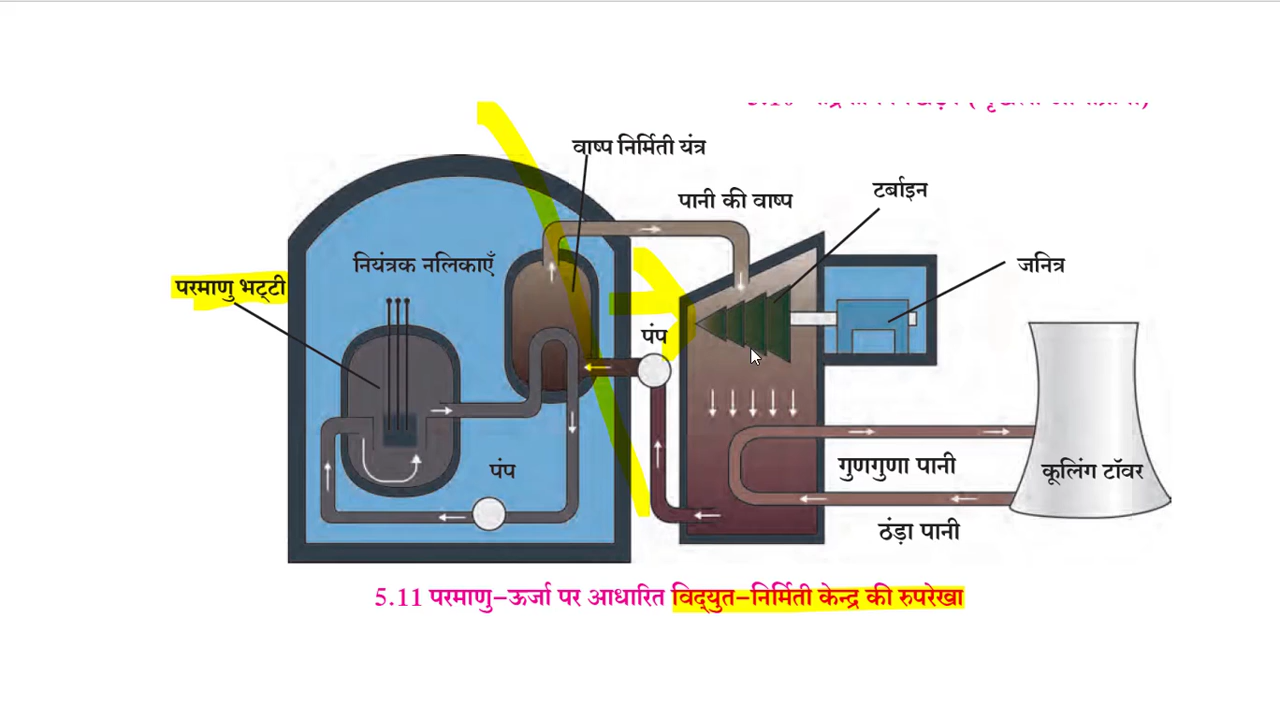 वाष्प निर्मिती यंत्र
पानी की वाष्प
टर्बाइन
नियंत्रक नलिकाएँ
जनित्र
परमाणु भट्‌टी
पंप
पंप
गुणगुणा पानी
कूलिंग टॉवर
ठंड़ा पानी
5.11 परमाणु-ऊर्जा पर आधारित विद्‌युत-निर्मिती केन्द्र की रुपरेखा